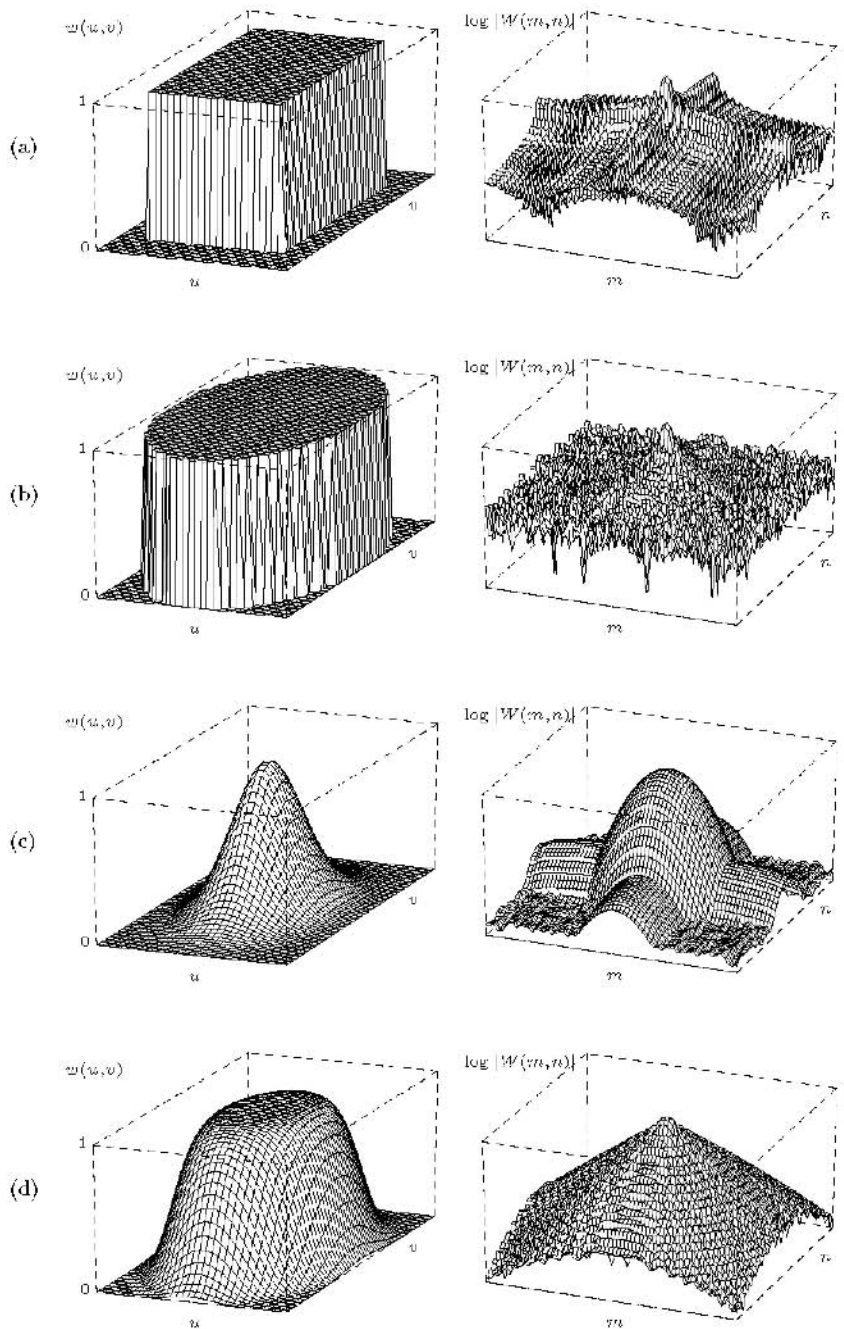 w(u,v)
log |W(m,n)|
1
(a)
0
v
u
n
m
w(u,v)
log |W(m,n)|
1
(b)
0
v
u
n
m
w(u,v)
log |W(m,n)|
1
(c)
0
v
u
n
m
w(u,v)
log |W(m,n)|
1
(d)
0
v
u
n
m